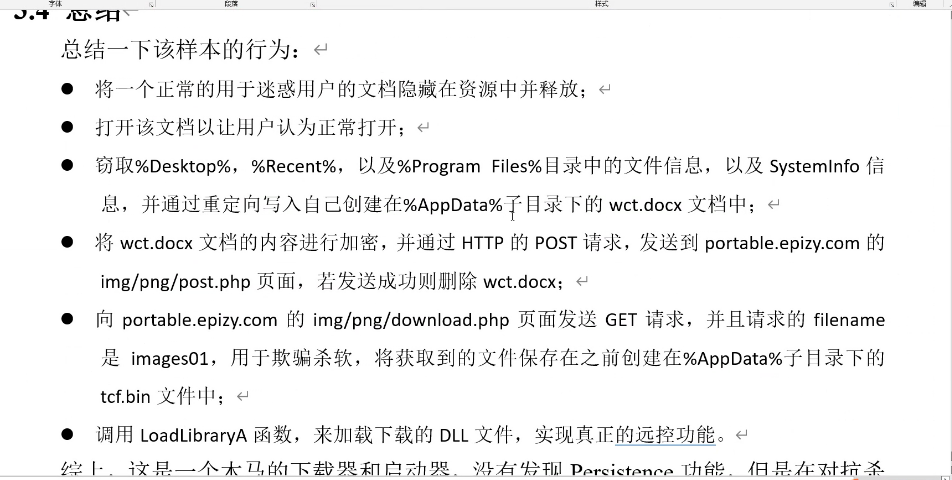 字体 段落 样式 编辑
3.4 总结
总结一下该样本的行为：
● 将一个正常的用于迷惑用户的文档隐藏在资源中并释放；
● 打开该文档以让用户认为正常打开；
● 窃取%Desktop%，%Recent%，以及%Program Files%目录中的文件信息，以及 SystemInfo 信
息，并通过重定向写入自己创建在%AppData%子目录下的 wct.docx 文档中；
● 将 wct.docx 文档的内容进行加密，并通过 HTTP 的 POST 请求，发送到 portable.epizy.com 的
img/png/post.php 页面，若发送成功则删除 wct.docx；
● 向 portable.epizy.com 的 img/png/download.php 页面发送 GET 请求，并且请求的 filename
是 images01，用于欺骗杀软，将获取到的文件保存在之前创建在%AppData%子目录下的
tcf.bin 文件中；
● 调用 LoadLibraryA 函数，来加载下载的 DLL 文件，实现真正的远控功能。
综上，这是一个木马的下载器和启动器，没有发现 Persistence 功能，但是在对抗杀